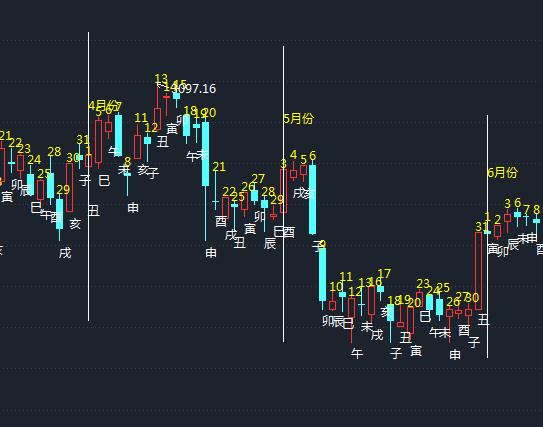 4月份
5月份
6月份
4097.16
21 22 23 24 25 28 29 30 31
寅 卯 辰 巳 午 酉 戌 亥 子
1 5 6 7 8 11 12 13 14 15 18 19 20 21 22 25 26 27 28 29
丑 巳 午 未 申 亥 子 丑 寅 卯 午 未 申 酉 戌 丑 寅 卯 辰 巳
3 4 5 6 9 10 11 12 13 16 17 18 19 20 23 24 25 26 27 30 31
酉 戌 亥 子 卯 辰 巳 午 未 戌 亥 子 丑 寅 巳 午 未 申 酉 子 丑
1 2 3 6 7 8
寅 卯 辰 未 申 酉